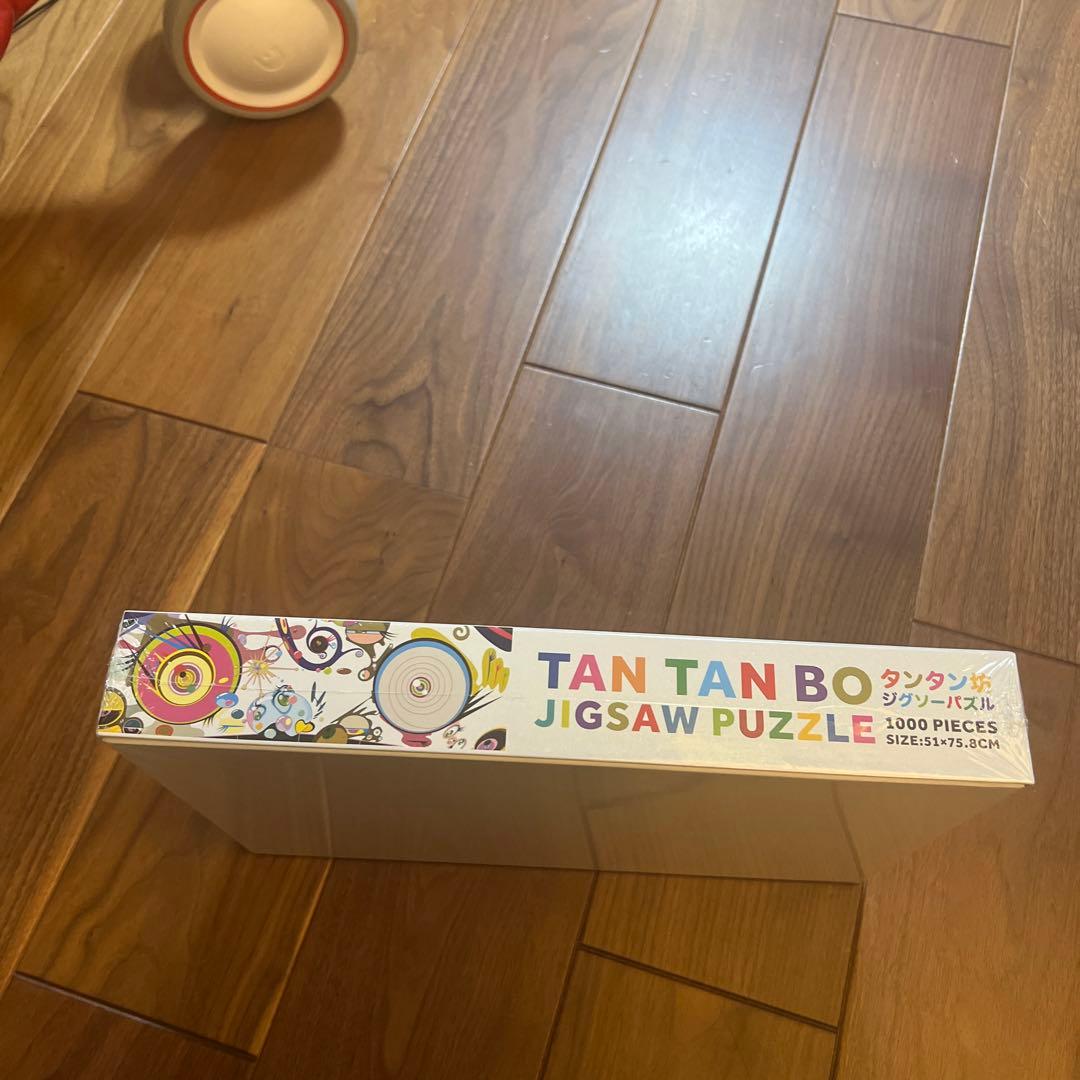 TAN TAN BO
JIGSAW PUZZLE
タンタン坊
ジグソーパズル
1000 PIECES
SIZE:51×75.8CM